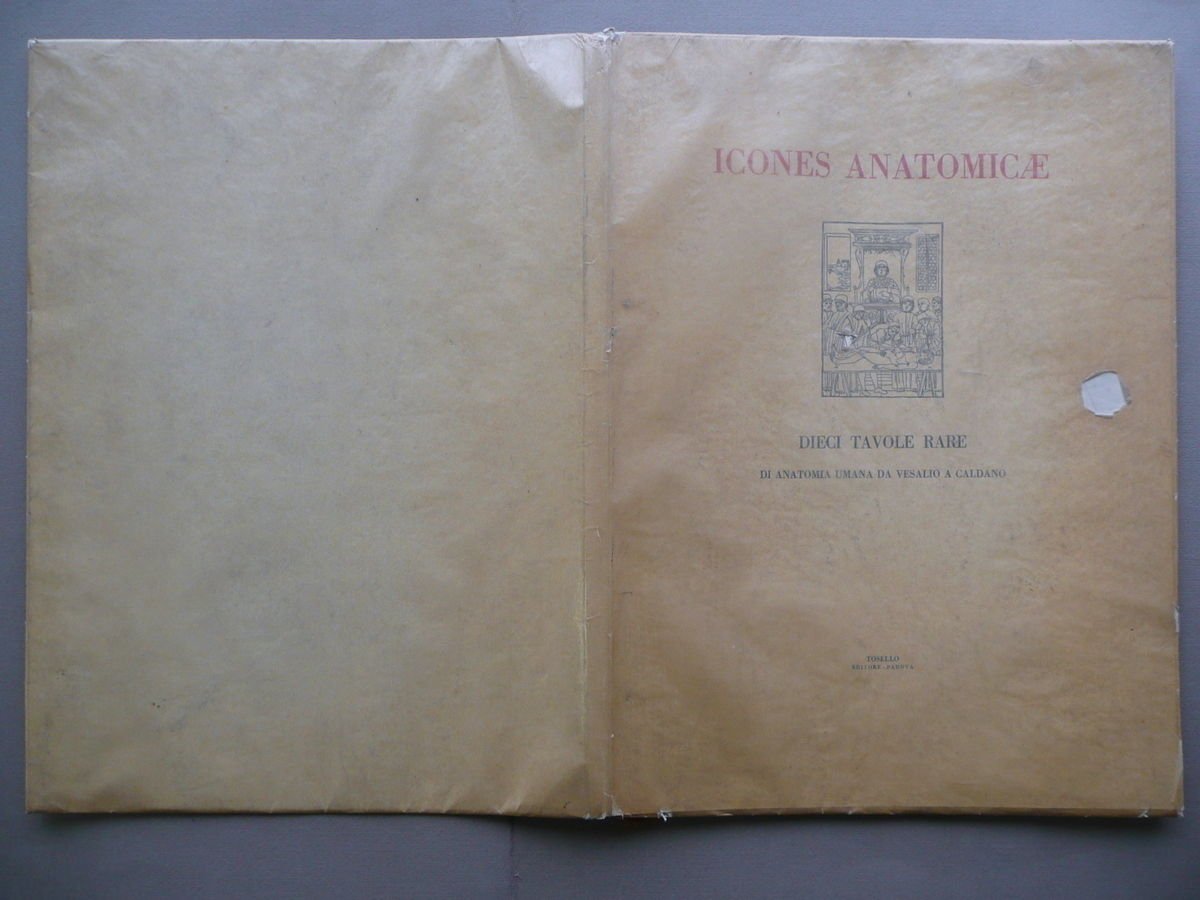 ICONES ANATOMICÆ
DIECI TAVOLE RARE
DI ANATOMIA UMANA DA VESALIO A CALDANO
TOSELLO
EDITORE - PADOVA